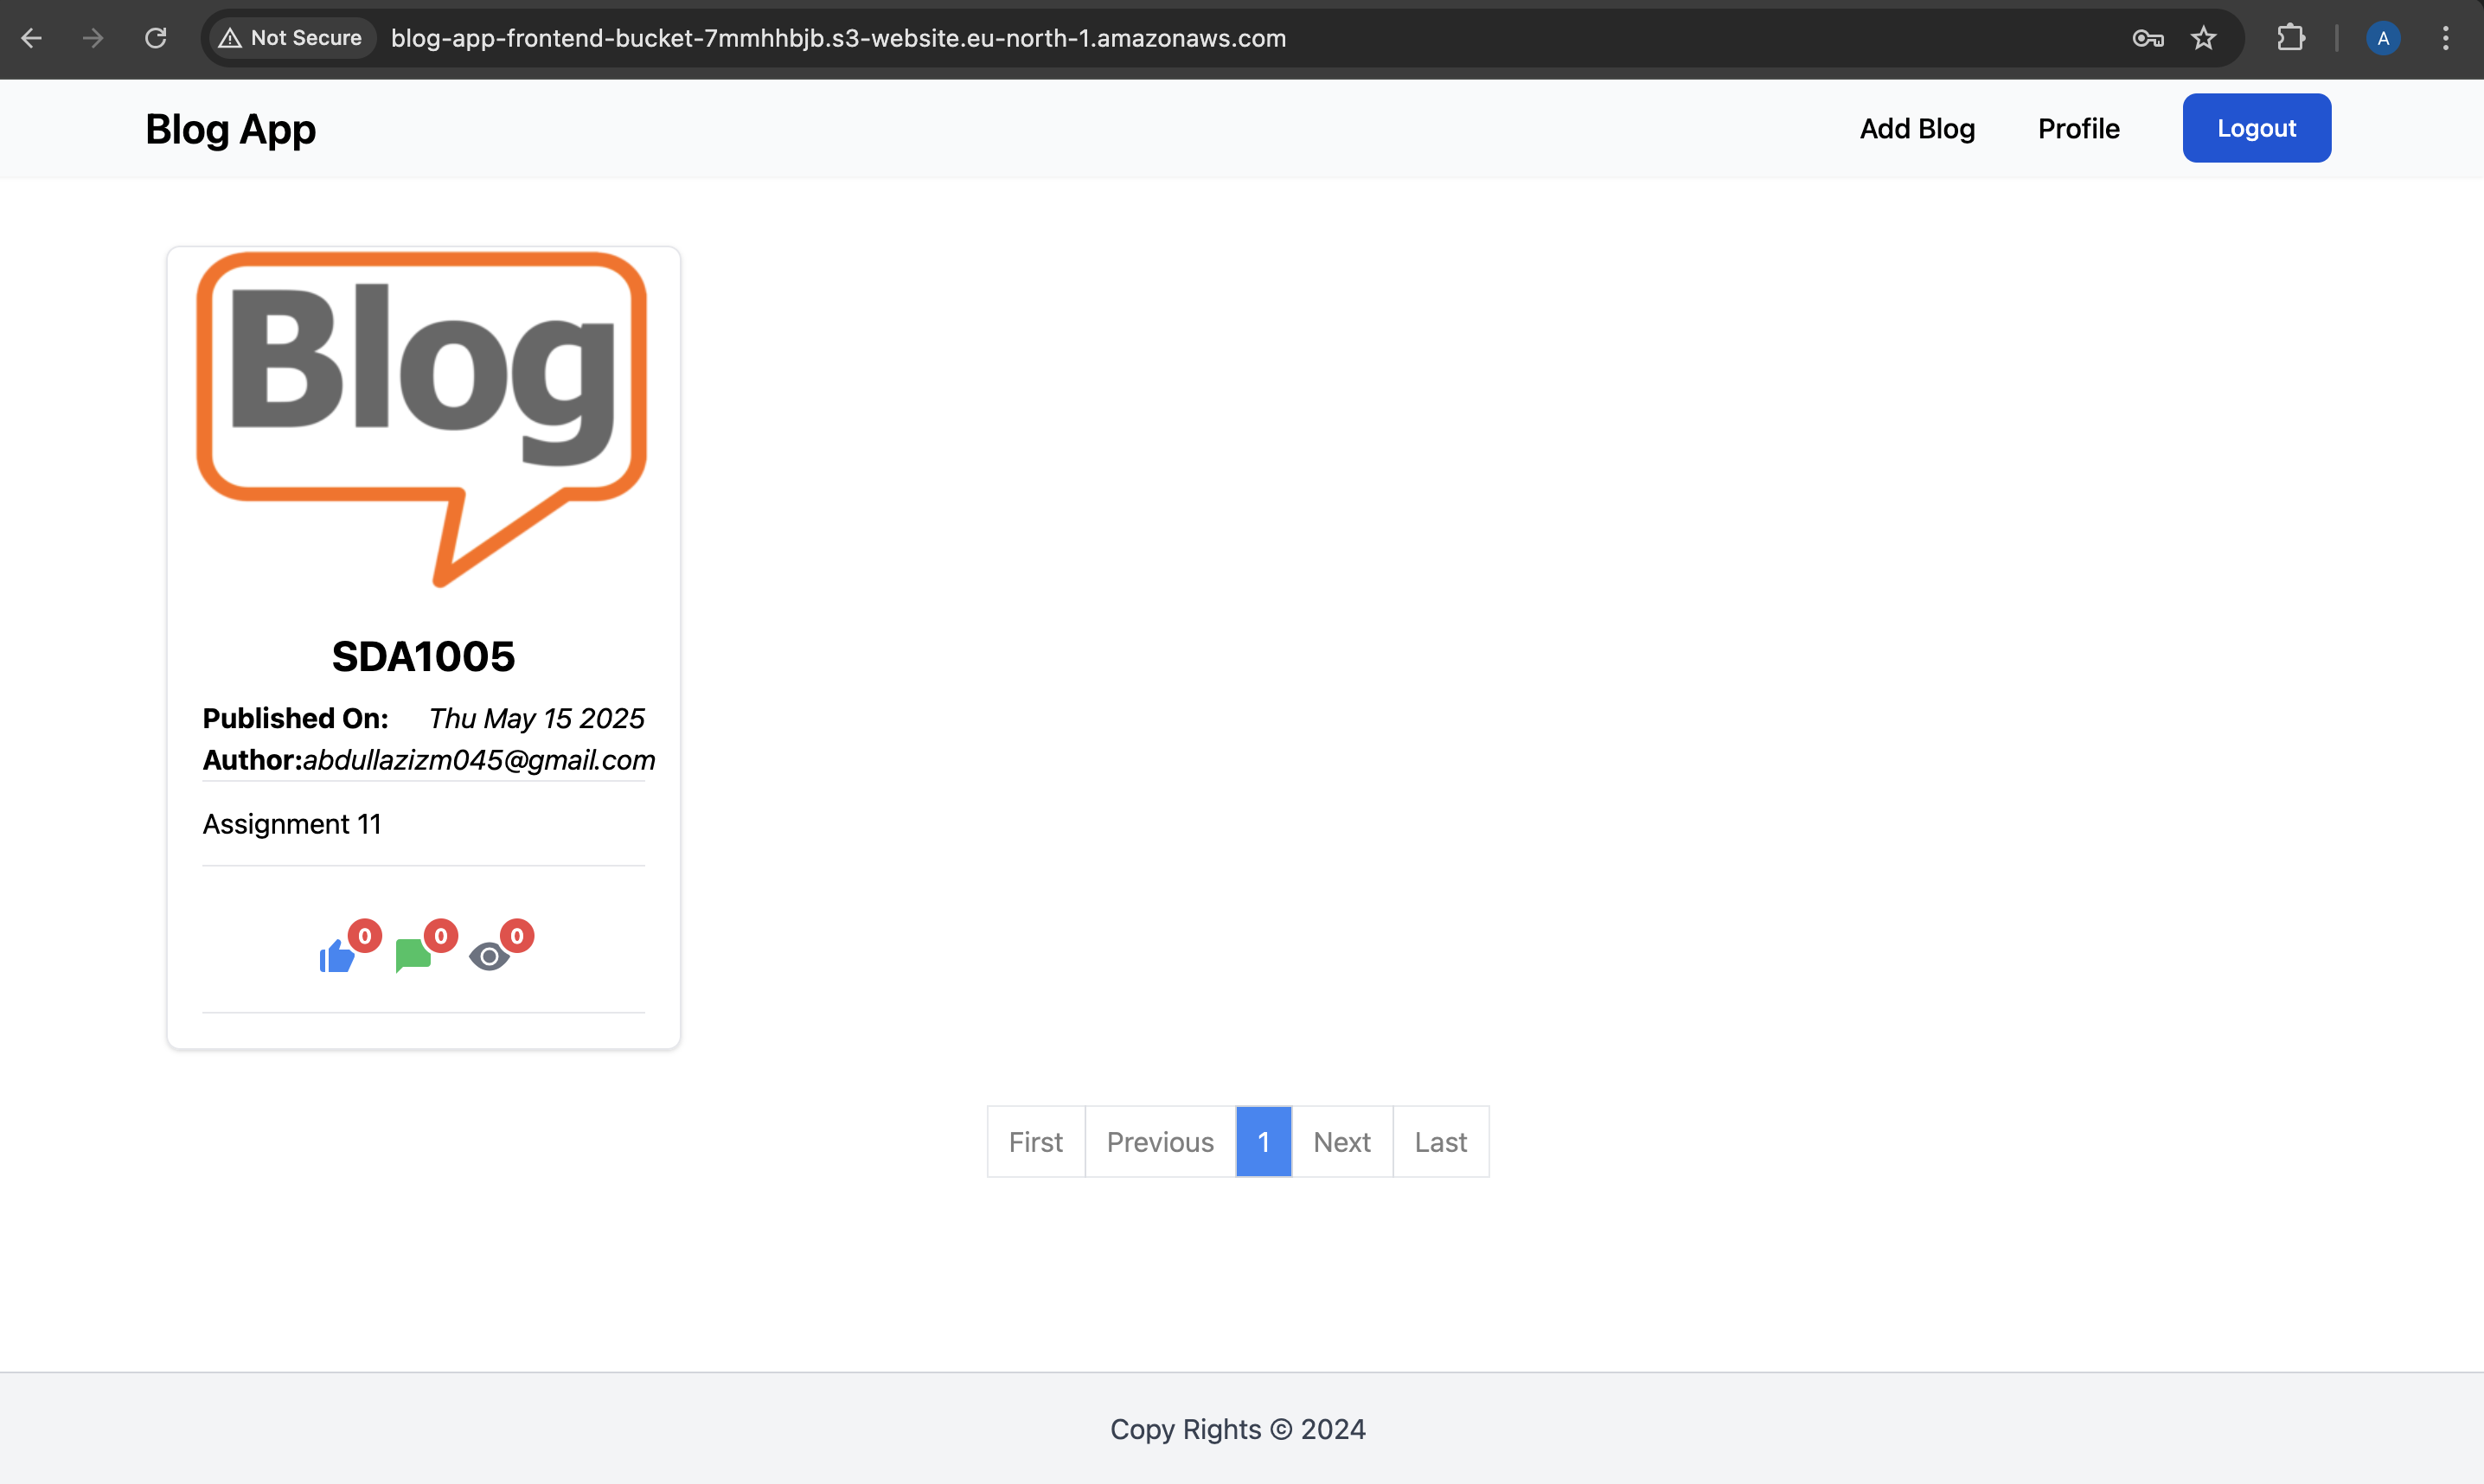 Not Secure blog-app-frontend-bucket-7mmhhbjb.s3-website.eu-north-1.amazonaws.com A
Blog App Add Blog Profile Logout
Blog
SDA1005
Published On: Thu May 15 2025
Author:abdullazizm045@gmail.com
Assignment 11
0 0 0
First Previous 1 Next Last
Copy Rights © 2024